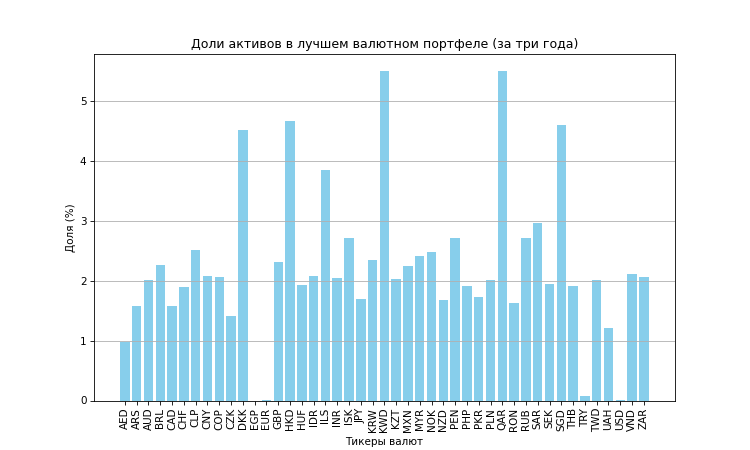 Доли активов в лучшем валютном портфеле (за три года)
Доля (%)
5
4
3
2
1
0
AED ARS AUD BRL CAD CHF CLP CNY COP CZK DKK EGP EUR GBP HKD HUF IDR ILS INR ISK JPY KRW KWD KZT MXN MYR NOK NZD PEN PHP PKR PLN QAR RON RUB SAR SEK SGD THB TRY TWD UAH USD VND ZAR
Тикеры валют